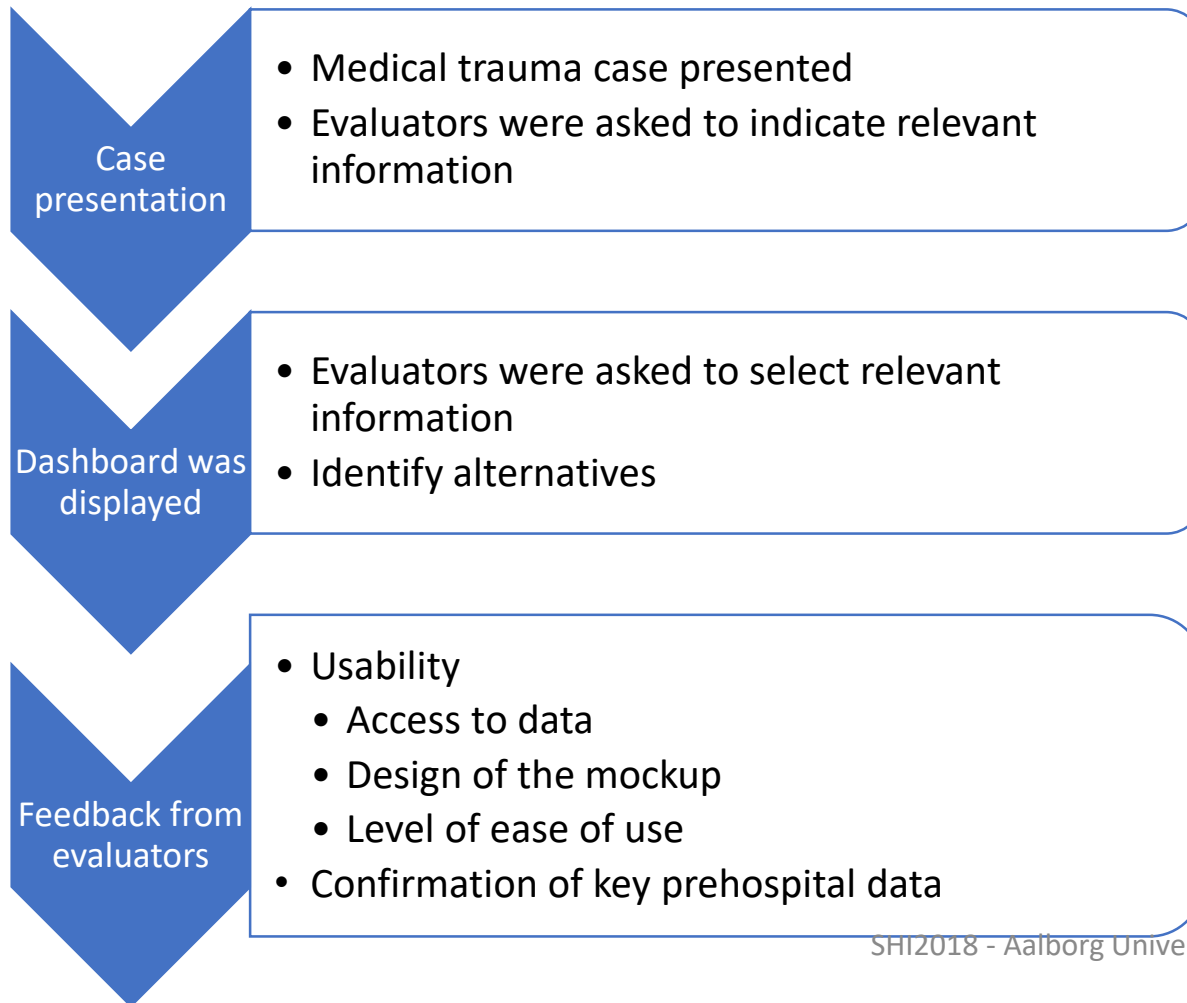 Case
presentation
• Medical trauma case presented
• Evaluators were asked to indicate relevant
information
Dashboard was
displayed
• Evaluators were asked to select relevant
information
• Identify alternatives
Feedback from
evaluators
• Usability
• Access to data
• Design of the mockup
• Level of ease of use
• Confirmation of key prehospital data
SHI2018 - Aalborg Unive